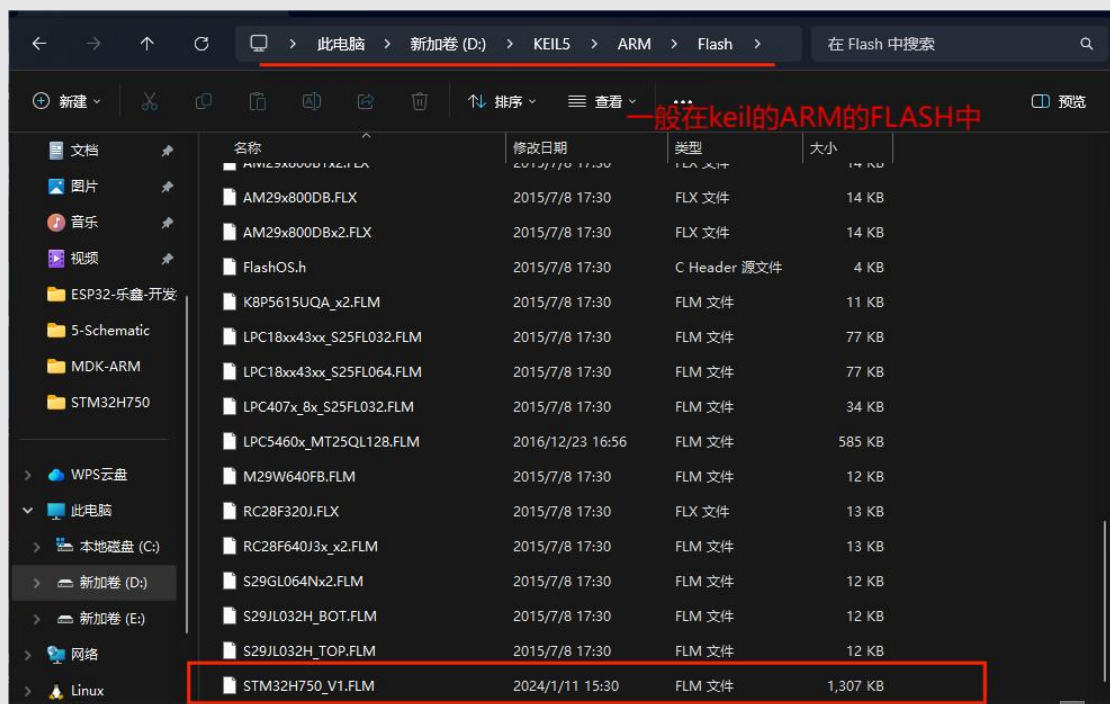 此电脑 > 新加卷 (D:) > KEIL5 > ARM > Flash >
在 Flash 中搜索
新建
排序
查看
预览
一般在keil的ARM的FLASH中
名称 修改日期 类型 大小
AM29x800DB.FLX 2015/7/8 17:30 FLX 文件 14 KB
AM29x800DBx2.FLX 2015/7/8 17:30 FLX 文件 14 KB
FlashOS.h 2015/7/8 17:30 C Header 源文件 4 KB
K8P5615UQA_x2.FLM 2015/7/8 17:30 FLM 文件 11 KB
LPC18xx43xx_S25FL032.FLM 2015/7/8 17:30 FLM 文件 77 KB
LPC18xx43xx_S25FL064.FLM 2015/7/8 17:30 FLM 文件 77 KB
LPC407x_8x_S25FL032.FLM 2015/7/8 17:30 FLM 文件 34 KB
LPC5460x_MT25QL128.FLM 2016/12/23 16:56 FLM 文件 585 KB
M29W640FB.FLM 2015/7/8 17:30 FLM 文件 12 KB
RC28F320J.FLX 2015/7/8 17:30 FLX 文件 13 KB
RC28F640J3x_x2.FLM 2015/7/8 17:30 FLM 文件 13 KB
S29GL064Nx2.FLM 2015/7/8 17:30 FLM 文件 12 KB
S29JL032H_BOT.FLM 2015/7/8 17:30 FLM 文件 12 KB
S29JL032H_TOP.FLM 2015/7/8 17:30 FLM 文件 12 KB
STM32H750_V1.FLM 2024/1/11 15:30 FLM 文件 1,307 KB
文档
图片
音乐
视频
ESP32-乐鑫-开发
5-Schematic
MDK-ARM
STM32H750
WPS云盘
此电脑
本地磁盘 (C:)
新加卷 (D:)
新加卷 (E:)
网络
Linux